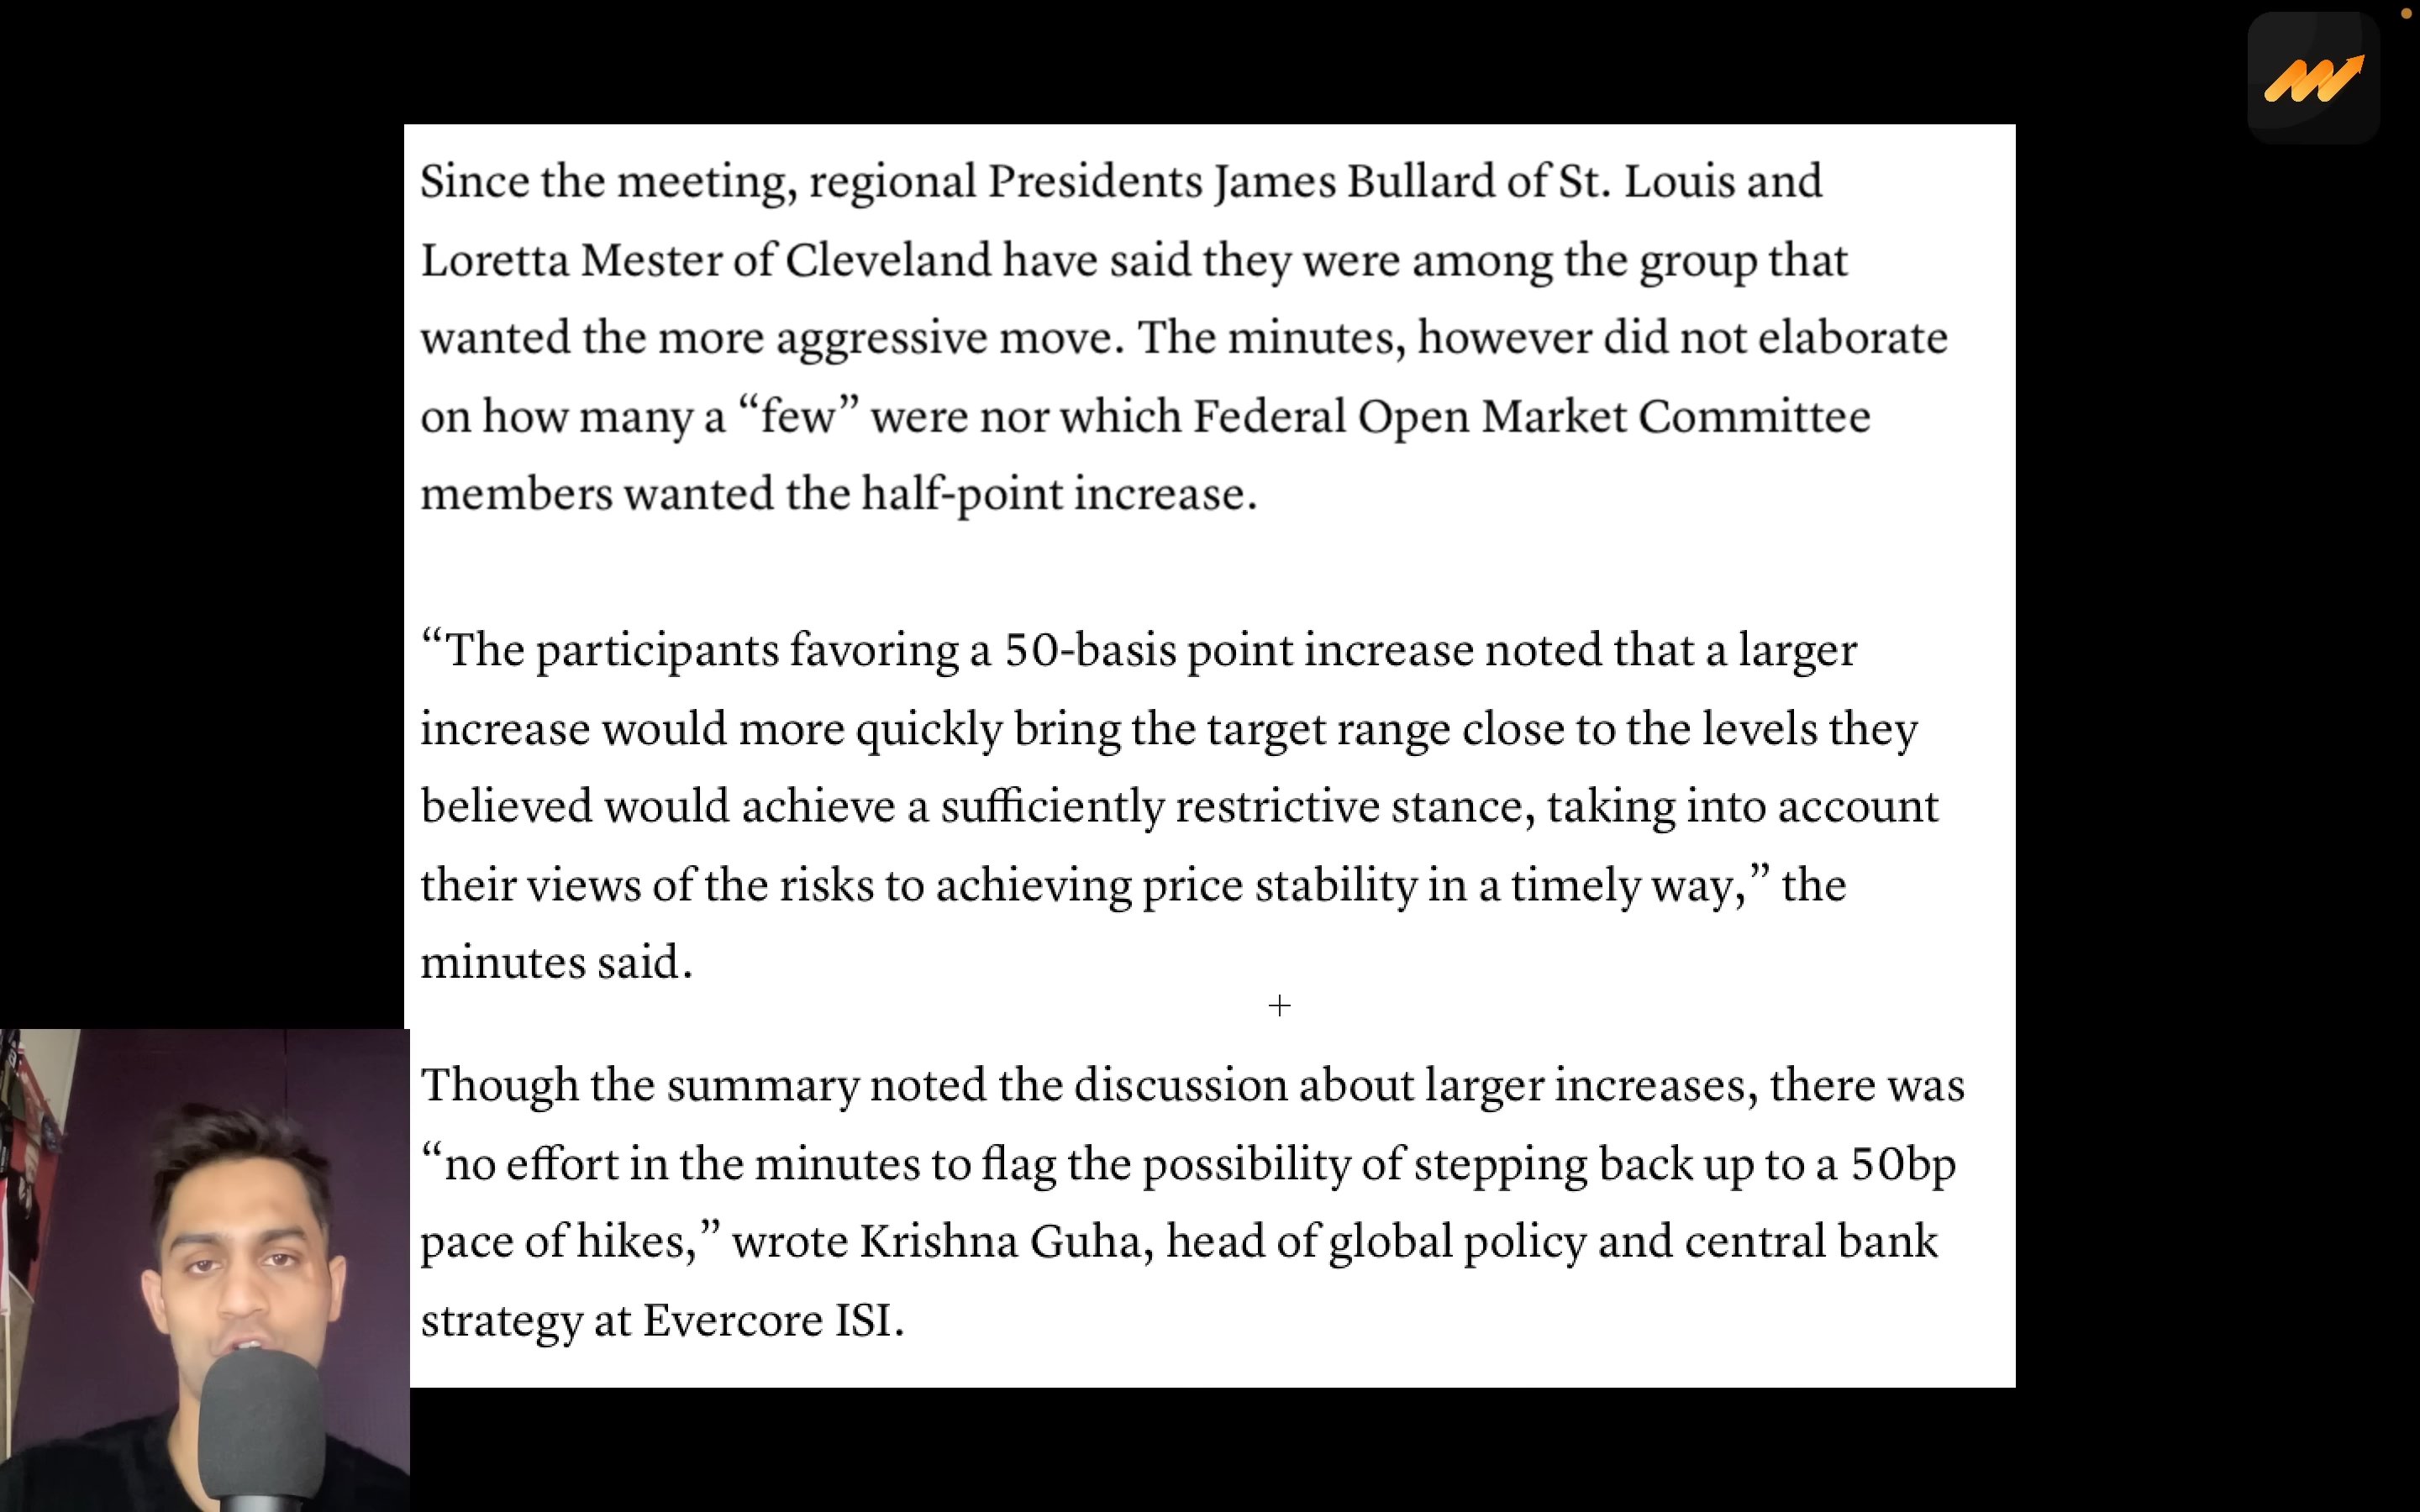 Since the meeting, regional Presidents James Bullard of St. Louis and
Loretta Mester of Cleveland have said they were among the group that
wanted the more aggressive move. The minutes, however did not elaborate
on how many a “few” were nor which Federal Open Market Committee
members wanted the half-point increase.
“The participants favoring a 50-basis point increase noted that a larger
increase would more quickly bring the target range close to the levels they
believed would achieve a sufficiently restrictive stance, taking into account
their views of the risks to achieving price stability in a timely way,” the
minutes said.
Though the summary noted the discussion about larger increases, there was
“no effort in the minutes to flag the possibility of stepping back up to a 50bp
pace of hikes,” wrote Krishna Guha, head of global policy and central bank
strategy at Evercore ISI.